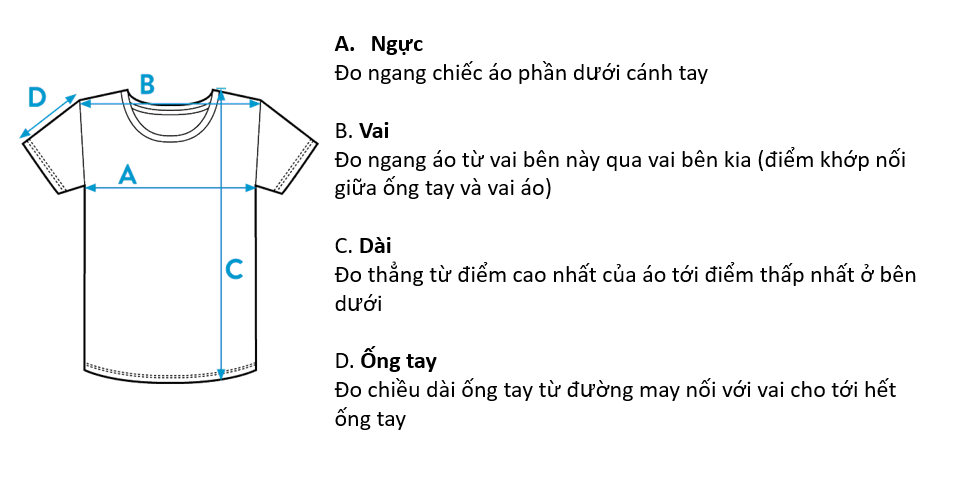 A. Ngực
Đo ngang chiếc áo phần dưới cánh tay
B. Vai
Đo ngang áo từ vai bên này qua vai bên kia (điểm khớp nối
giữa ống tay và vai áo)
C. Dài
Đo thẳng từ điểm cao nhất của áo tới điểm thấp nhất ở bên
dưới
D. Ống tay
Đo chiều dài ống tay từ đường may nối với vai cho tới hết
ống tay
B
D
A
C